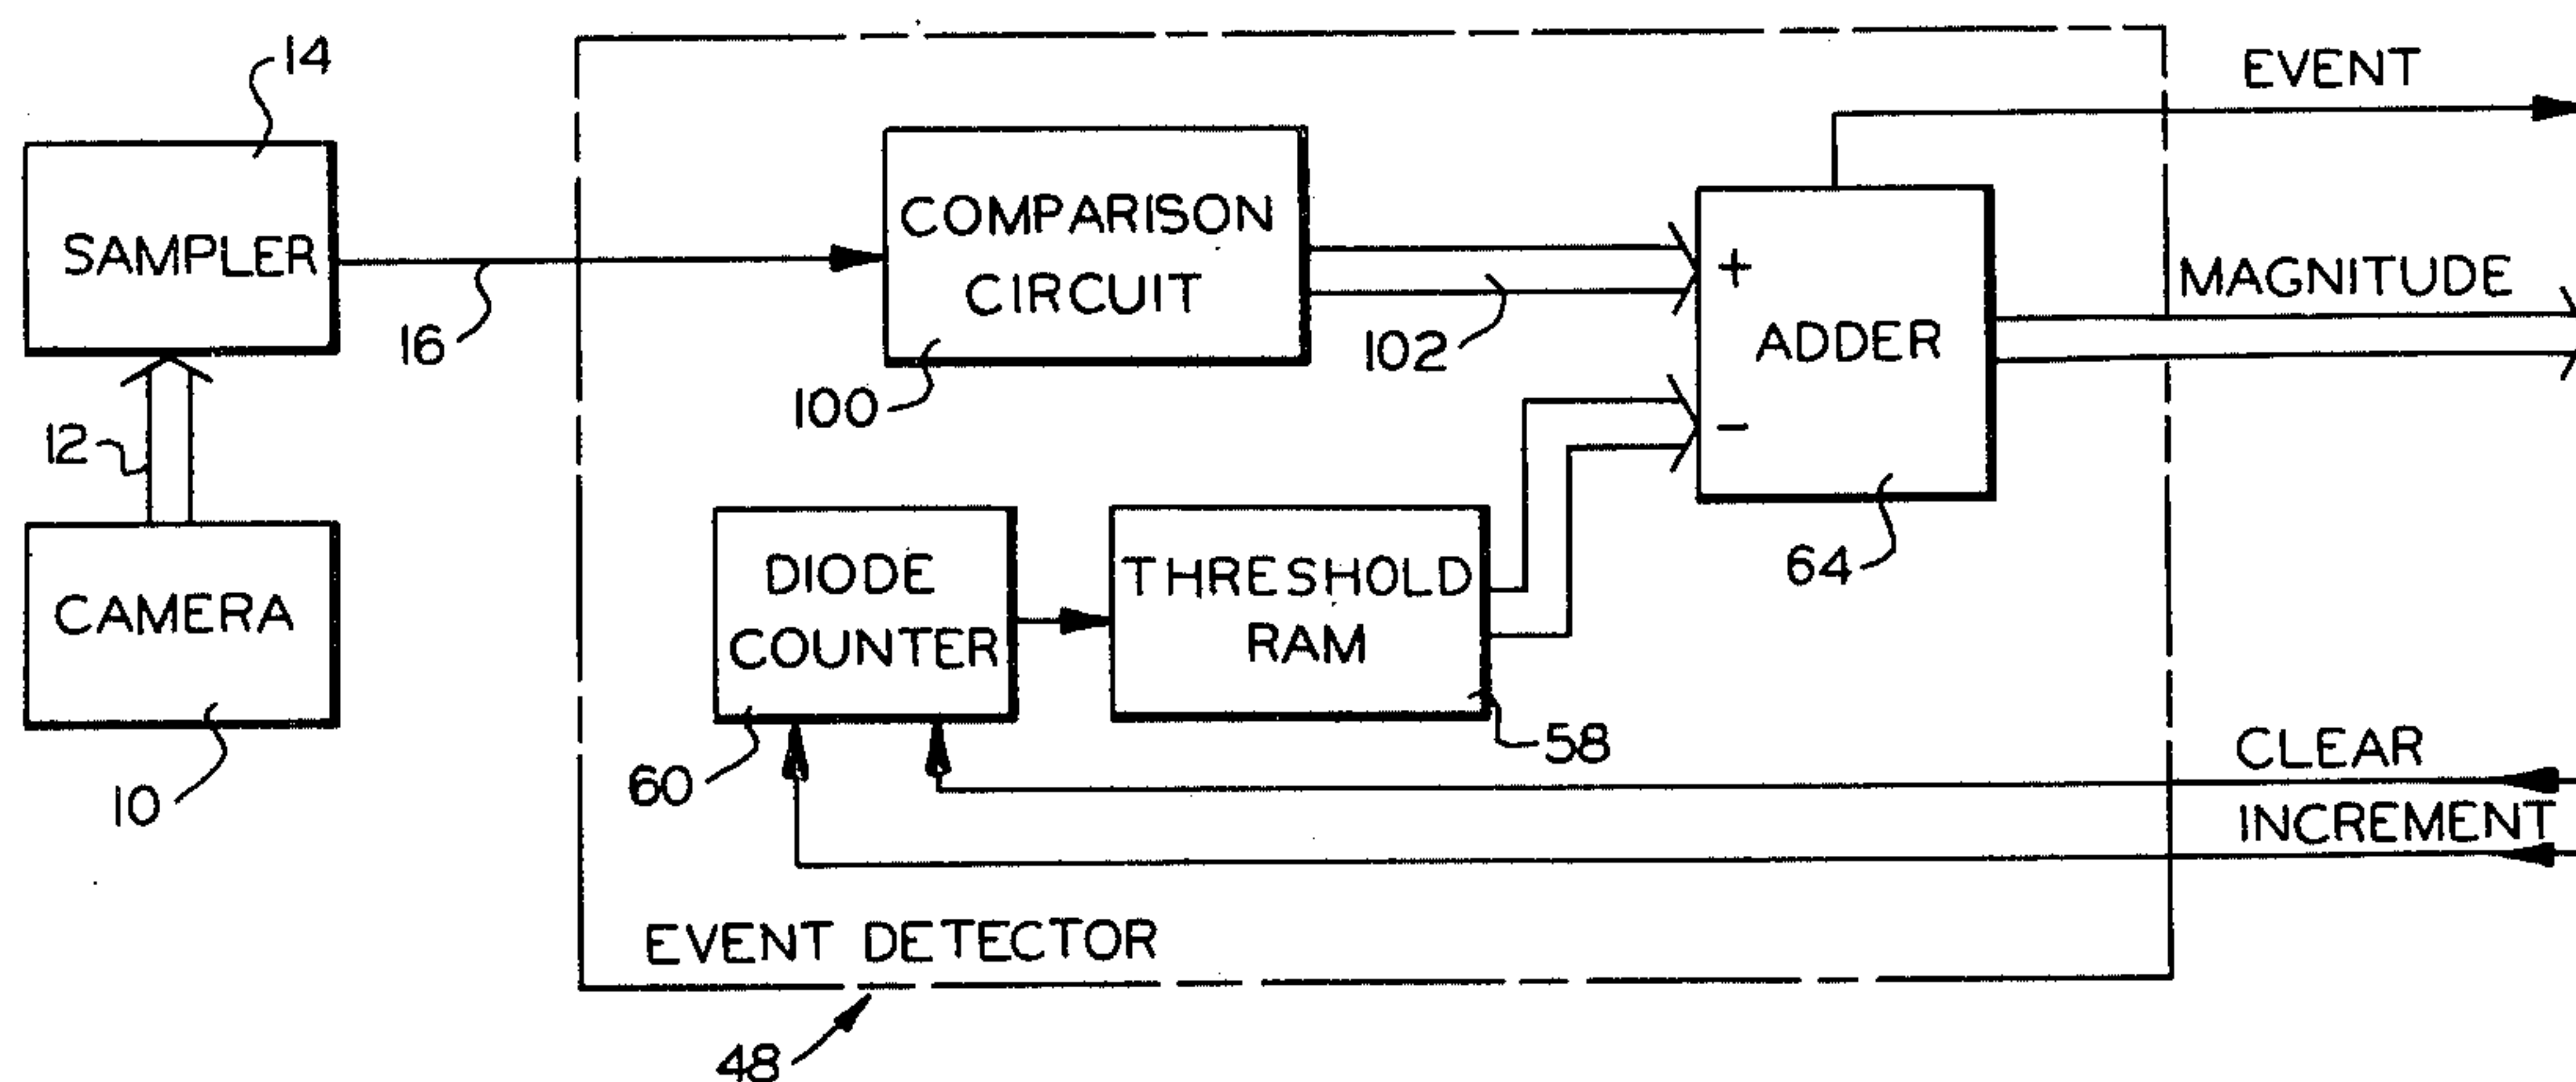 14
EVENT
SAMPLER
COMPARISON
CIRCUIT
+
MAGNITUDE
16
102
ADDER
100
-
12
CAMERA
DIODE
COUNTER
THRESHOLD
RAM
64
10
60
58
CLEAR
INCREMENT
EVENT DETECTOR
48